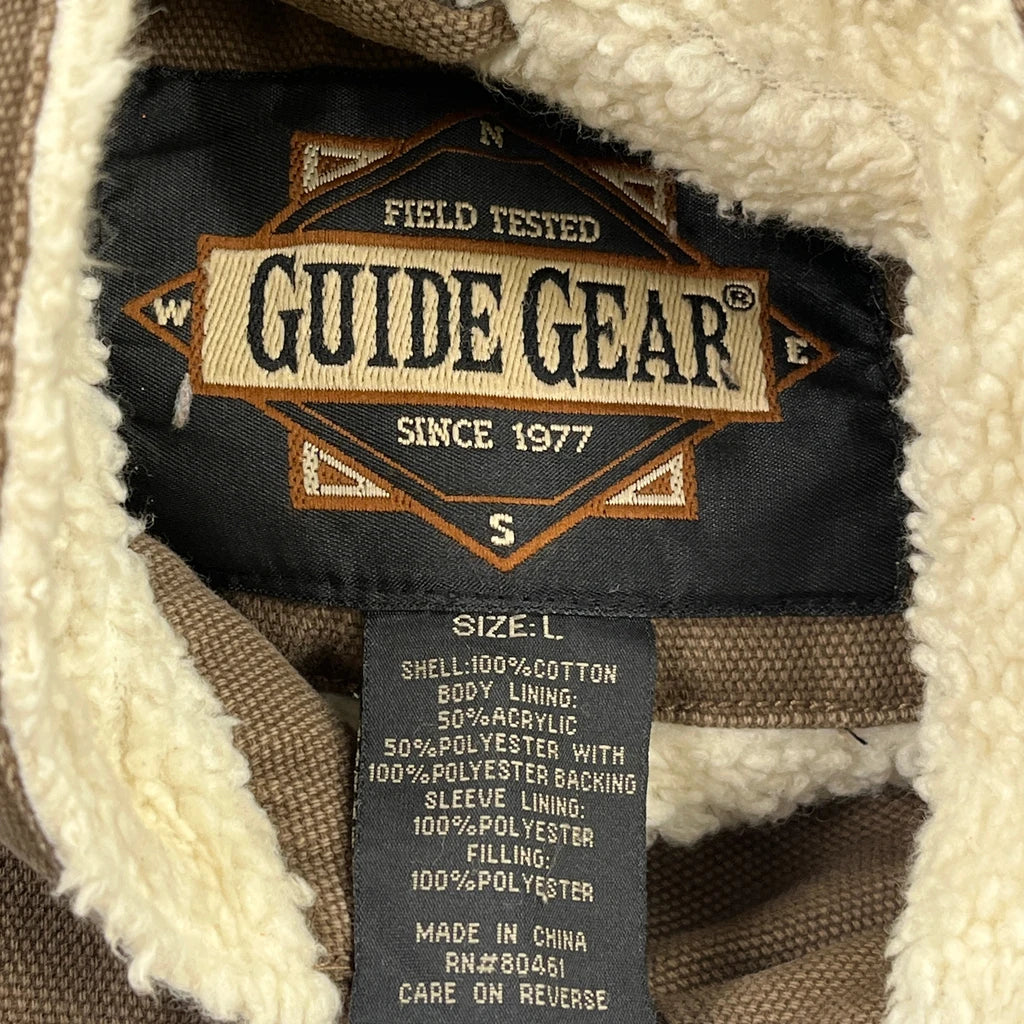 N
FIELD TESTED
W GUIDE GEAR® E
SINCE 1977
S
SIZE: L
SHELL:100%COTTON
BODY LINING:
50%ACRYLIC
50%POLYESTER WITH
100%POLYESTER BACKING
SLEEVE LINING:
100%POLYESTER
FILLING:
100%POLYESTER
MADE IN CHINA
RN#80461
CARE ON REVERSE